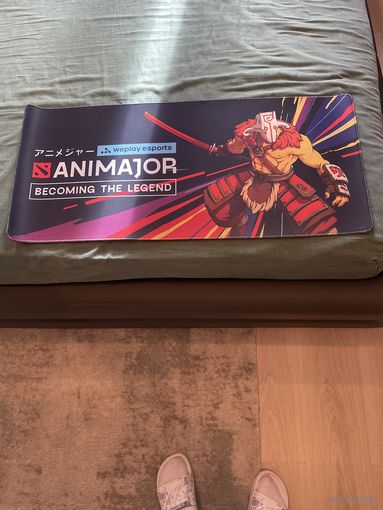 アニメジャー weplay esports
ANIMAJOR
BECOMING THE LEGEND